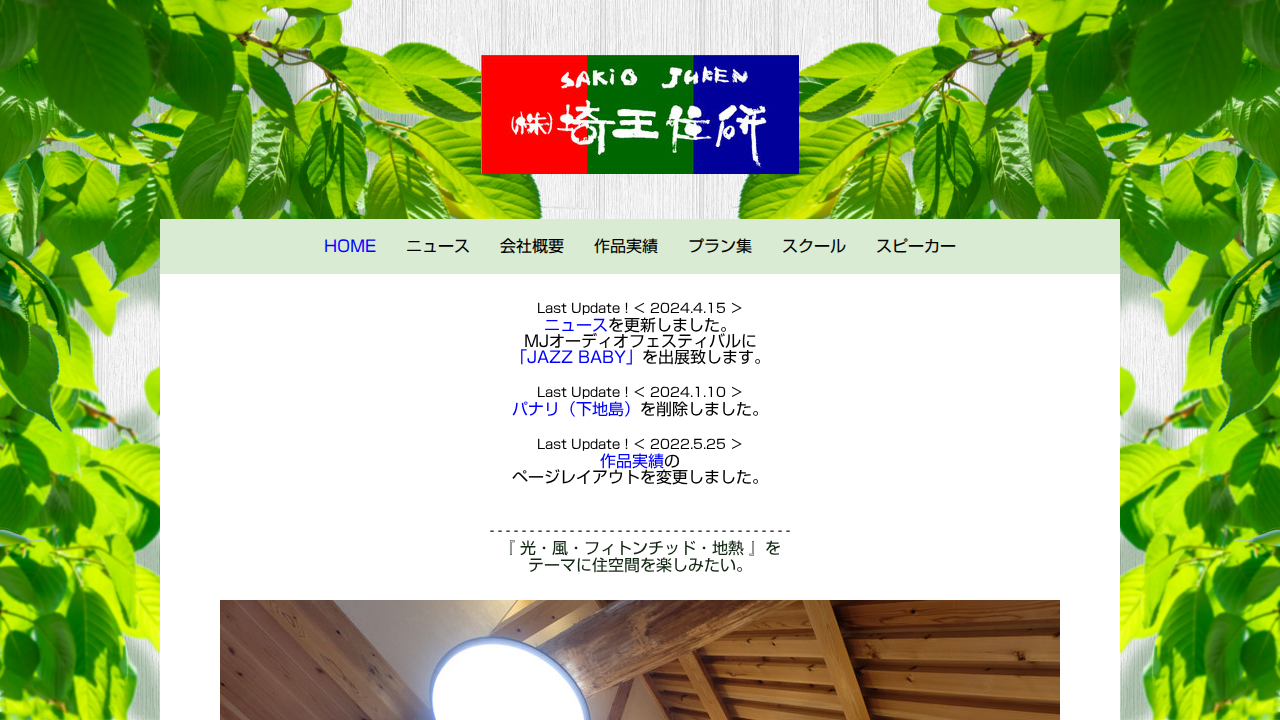 SAKIO JUKEN
㈱埼玉住研
HOME ニュース 会社概要 作品実績 プラン集 スクール スピーカー
Last Update ! < 2024.4.15 >
ニュースを更新しました。
MJオーディオフェスティバルに
「JAZZ BABY」を出展致します。
Last Update ! < 2024.1.10 >
パナリ（下地島）を削除しました。
Last Update ! < 2022.5.25 >
作品実績の
ページレイアウトを変更しました。
- - - - - - - - - - - - - - - - - - - - - - - - - - - - - - - - - - - - - -
『 光・風・フィトンチッド・地熱 』 を
テーマに住空間を楽しみたい。